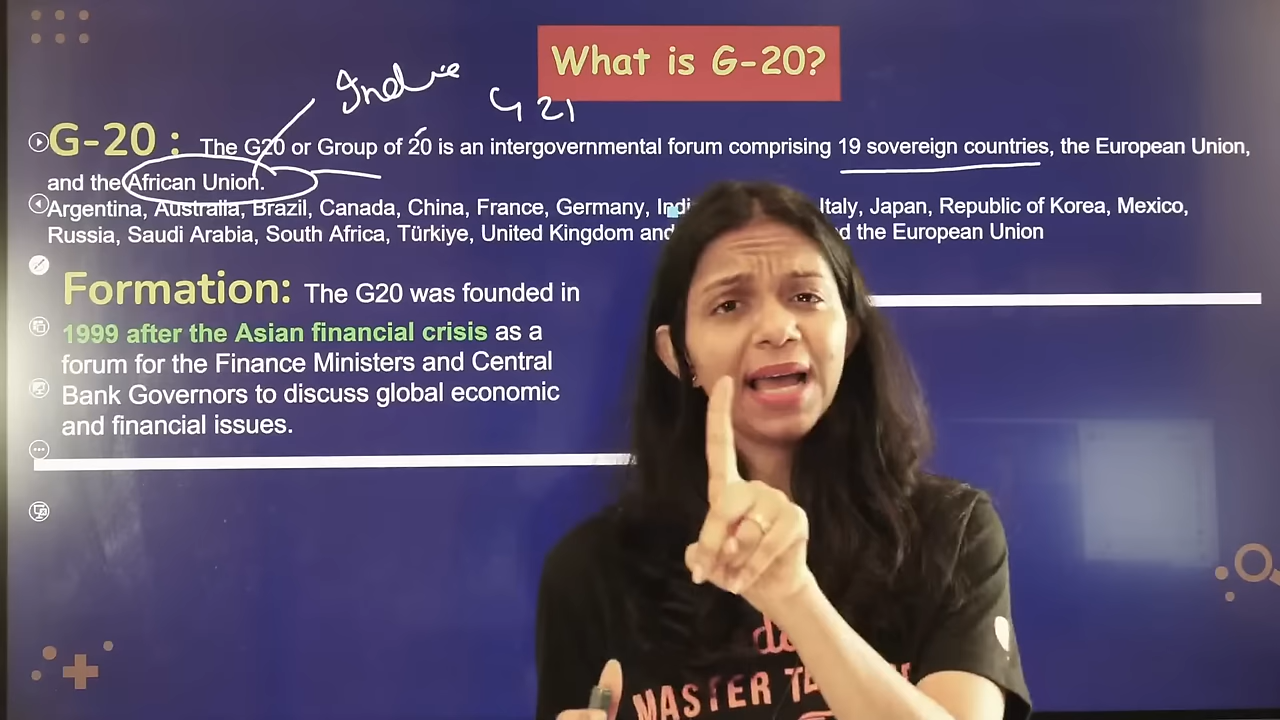 What is G-20?
India
G 21
G-20 : The G20 or Group of 20 is an intergovernmental forum comprising 19 sovereign countries, the European Union,
and the African Union.
Argentina, Australia, Brazil, Canada, China, France, Germany, Italy, Japan, Republic of Korea, Mexico,
Russia, Saudi Arabia, South Africa, Türkiye, United Kingdom and the European Union
Formation: The G20 was founded in
1999 after the Asian financial crisis as a
forum for the Finance Ministers and Central
Bank Governors to discuss global economic
and financial issues.
MASTER